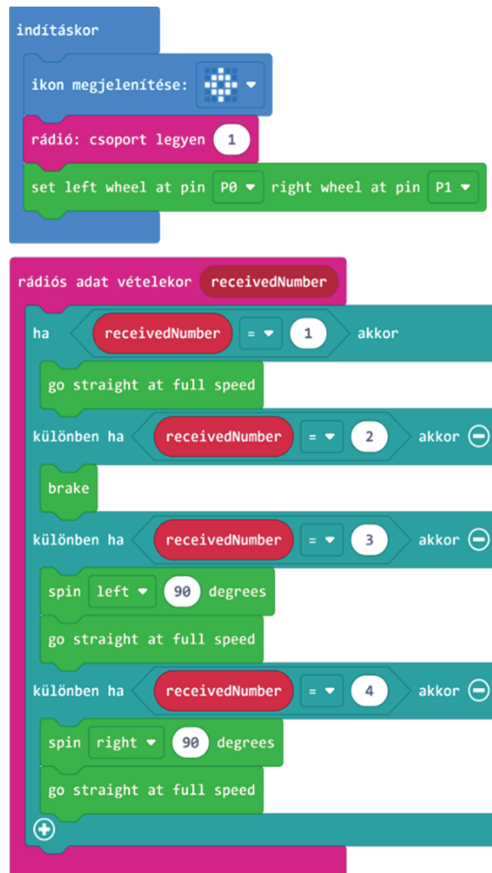 indításkor
ikon megjelenítése:
rádió: csoport legyen 1
set left wheel at pin P0 right wheel at pin P1
rádiós adat vételekor receivedNumber
ha receivedNumber = 1 akkor
go straight at full speed
különben ha receivedNumber = 2 akkor
brake
különben ha receivedNumber = 3 akkor
spin left 90 degrees
go straight at full speed
különben ha receivedNumber = 4 akkor
spin right 90 degrees
go straight at full speed